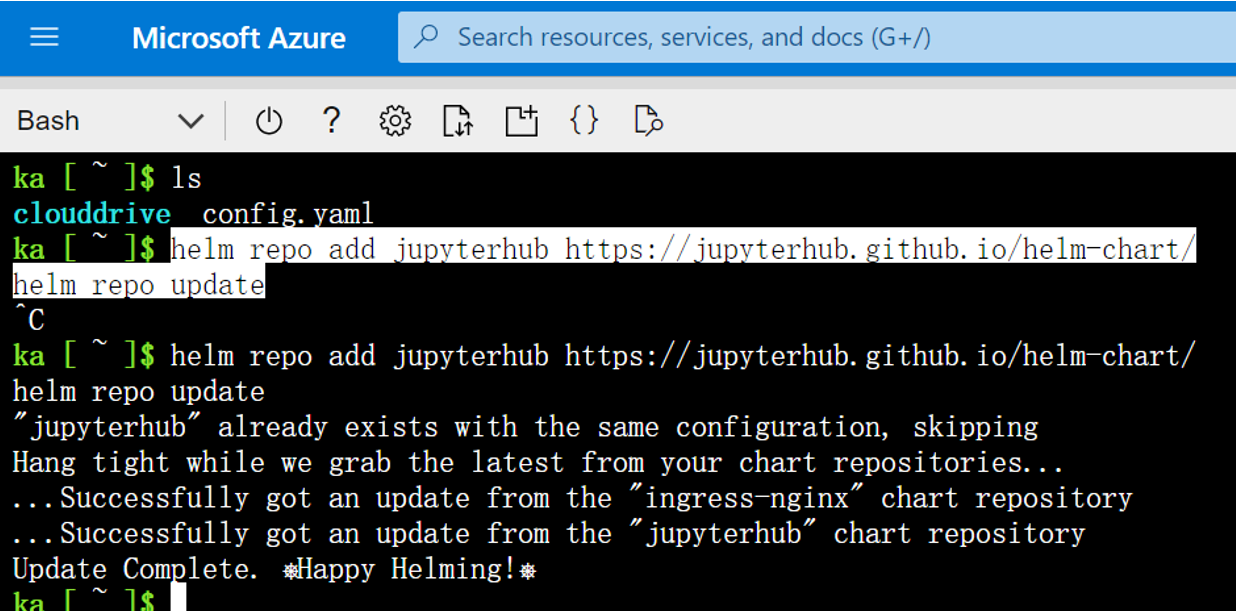 Microsoft Azure
Search resources, services, and docs (G+/)
Bash
ka [ ~ ]$ ls
clouddrive  config.yaml
ka [ ~ ]$ helm repo add jupyterhub https://jupyterhub.github.io/helm-chart/
helm repo update
^C
ka [ ~ ]$ helm repo add jupyterhub https://jupyterhub.github.io/helm-chart/
helm repo update
"jupyterhub" already exists with the same configuration, skipping
Hang tight while we grab the latest from your chart repositories...
...Successfully got an update from the "ingress-nginx" chart repository
...Successfully got an update from the "jupyterhub" chart repository
Update Complete. ⎈Happy Helming!⎈
ka [ ~ ]$